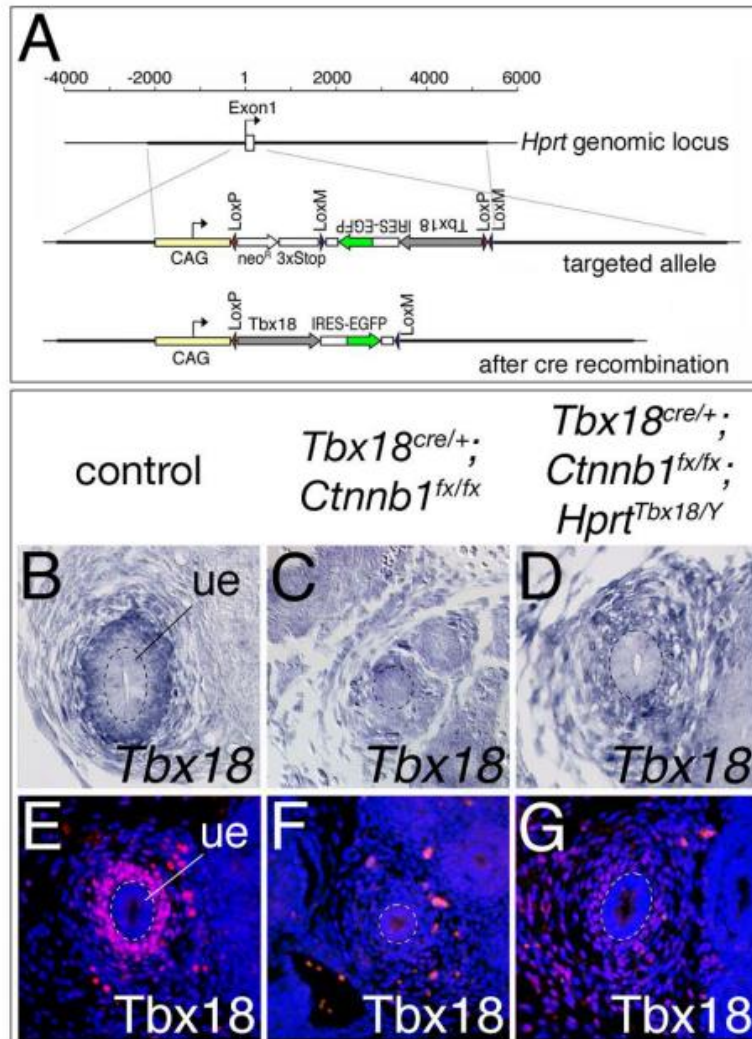 A
-4000 -2000 1 2000 4000 6000
Exon1
Hprt genomic locus
LoxP LoxM IRES-EGFP Tbx18 LoxP LoxM
CAG neoR 3xStop
targeted allele
LoxP Tbx18 IRES-EGFP LoxM
CAG
after cre recombination
control
Tbx18cre/+;
Ctnnb1fx/fx
Tbx18cre/+;
Ctnnb1fx/fx;
HprtTbx18/Y
B ue Tbx18
C Tbx18
D Tbx18
E ue Tbx18
F Tbx18
G Tbx18